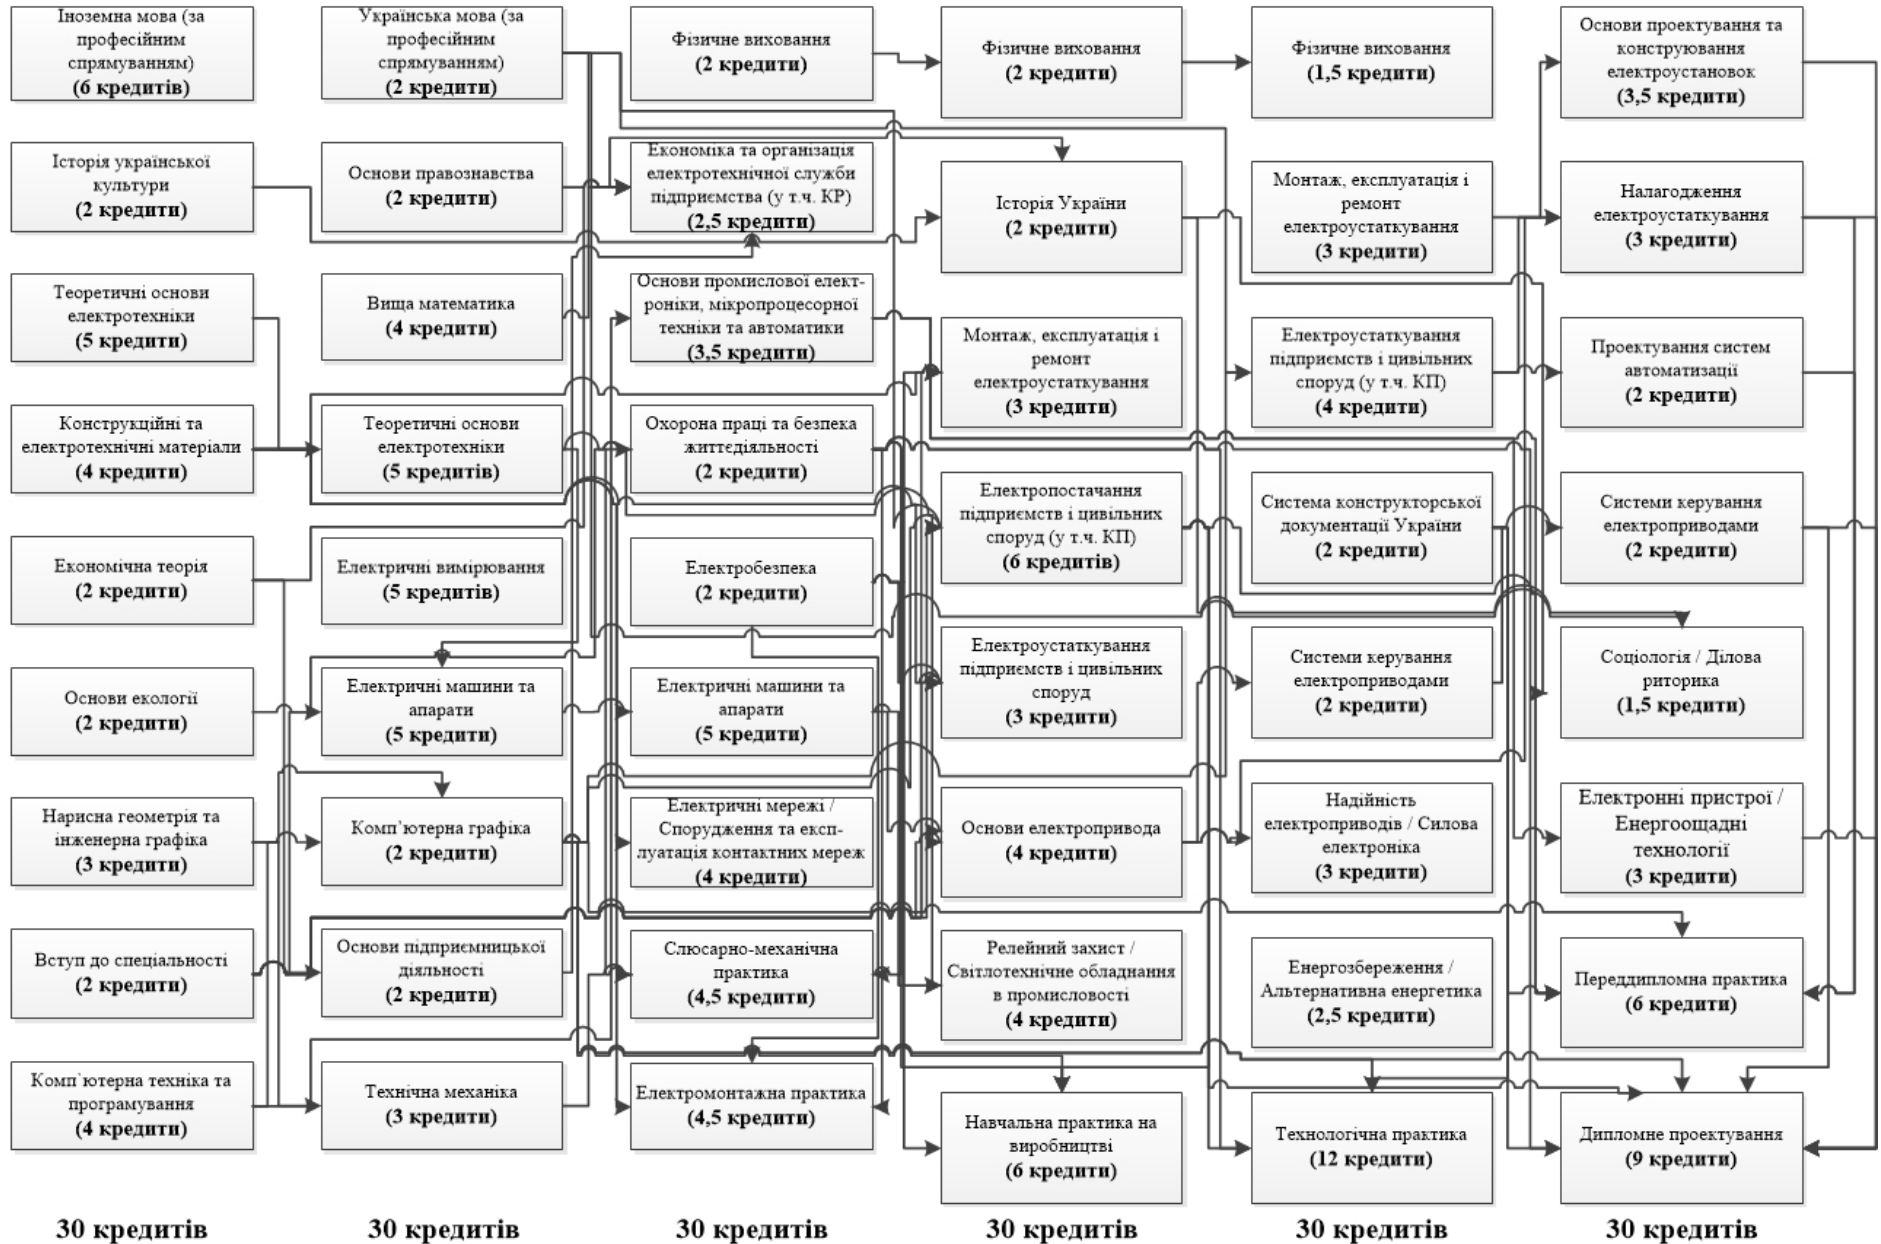 Іноземна мова (за
професійним
спрямуванням)
(6 кредитів)
Історія української
культури
(2 кредити)
Теоретичні основи
електротехніки
(5 кредити)
Конструкційні та
електротехнічні матеріали
(4 кредити)
Економічна теорія
(2 кредити)
Основи екології
(2 кредити)
Нарисна геометрія та
інженерна графіка
(3 кредити)
Вступ до спеціальності
(2 кредити)
Комп`ютерна техніка та
програмування
(4 кредити)
30 кредитів
Українська мова (за
професійним
спрямуванням)
(2 кредити)
Основи правознавства
(2 кредити)
Вища математика
(4 кредити)
Теоретичні основи
електротехніки
(5 кредитів)
Електричні вимірювання
(5 кредитів)
Електричні машини та
апарати
(5 кредити)
Комп`ютерна графіка
(2 кредити)
Основи підприємницької
діяльності
(2 кредити)
Технічна механіка
(3 кредити)
30 кредитів
Фізичне виховання
(2 кредити)
Економіка та організація
електротехнічної служби
підприємства (у т.ч. КР)
(2,5 кредити)
Основи промислової елект-
роніки, мікропроцесорної
техніки та автоматики
(3,5 кредити)
Охорона праці та безпека
життєдіяльності
(2 кредити)
Електробезпека
(2 кредити)
Електричні машини та
апарати
(5 кредити)
Електричні мережі /
Спорудження та експ-
луатація контактних мереж
(4 кредити)
Слюсарно-механічна
практика
(4,5 кредити)
Електромонтажна практика
(4,5 кредити)
30 кредитів
Фізичне виховання
(2 кредити)
Історія України
(2 кредити)
Монтаж, експлуатація і
ремонт
електроустаткування
(3 кредити)
Електропостачання
підприємств і цивільних
споруд (у т.ч. КП)
(6 кредитів)
Електроустаткування
підприємств і цивільних
споруд
(3 кредити)
Основи електропривода
(4 кредити)
Релейний захист /
Світлотехнічне обладнання
в промисловості
(4 кредити)
Навчальна практика на
виробництві
(6 кредити)
30 кредитів
Фізичне виховання
(1,5 кредити)
Монтаж, експлуатація і
ремонт
електроустаткування
(3 кредити)
Електроустаткування
підприємств і цивільних
споруд (у т.ч. КП)
(4 кредити)
Система конструкторської
документації України
(2 кредити)
Системи керування
електроприводами
(2 кредити)
Надійність
електроприводів / Силова
електроніка
(3 кредити)
Енергозбереження /
Альтернативна енергетика
(2,5 кредити)
Технологічна практика
(12 кредити)
30 кредитів
Основи проектування та
конструювання
електроустановок
(3,5 кредити)
Налагодження
електроустаткування
(3 кредити)
Проектування систем
автоматизації
(2 кредити)
Системи керування
електроприводами
(2 кредити)
Соціологія / Ділова
риторика
(1,5 кредити)
Електронні пристрої /
Енергоощадні
технології
(3 кредити)
Переддипломна практика
(6 кредити)
Дипломне проектування
(9 кредити)
30 кредитів